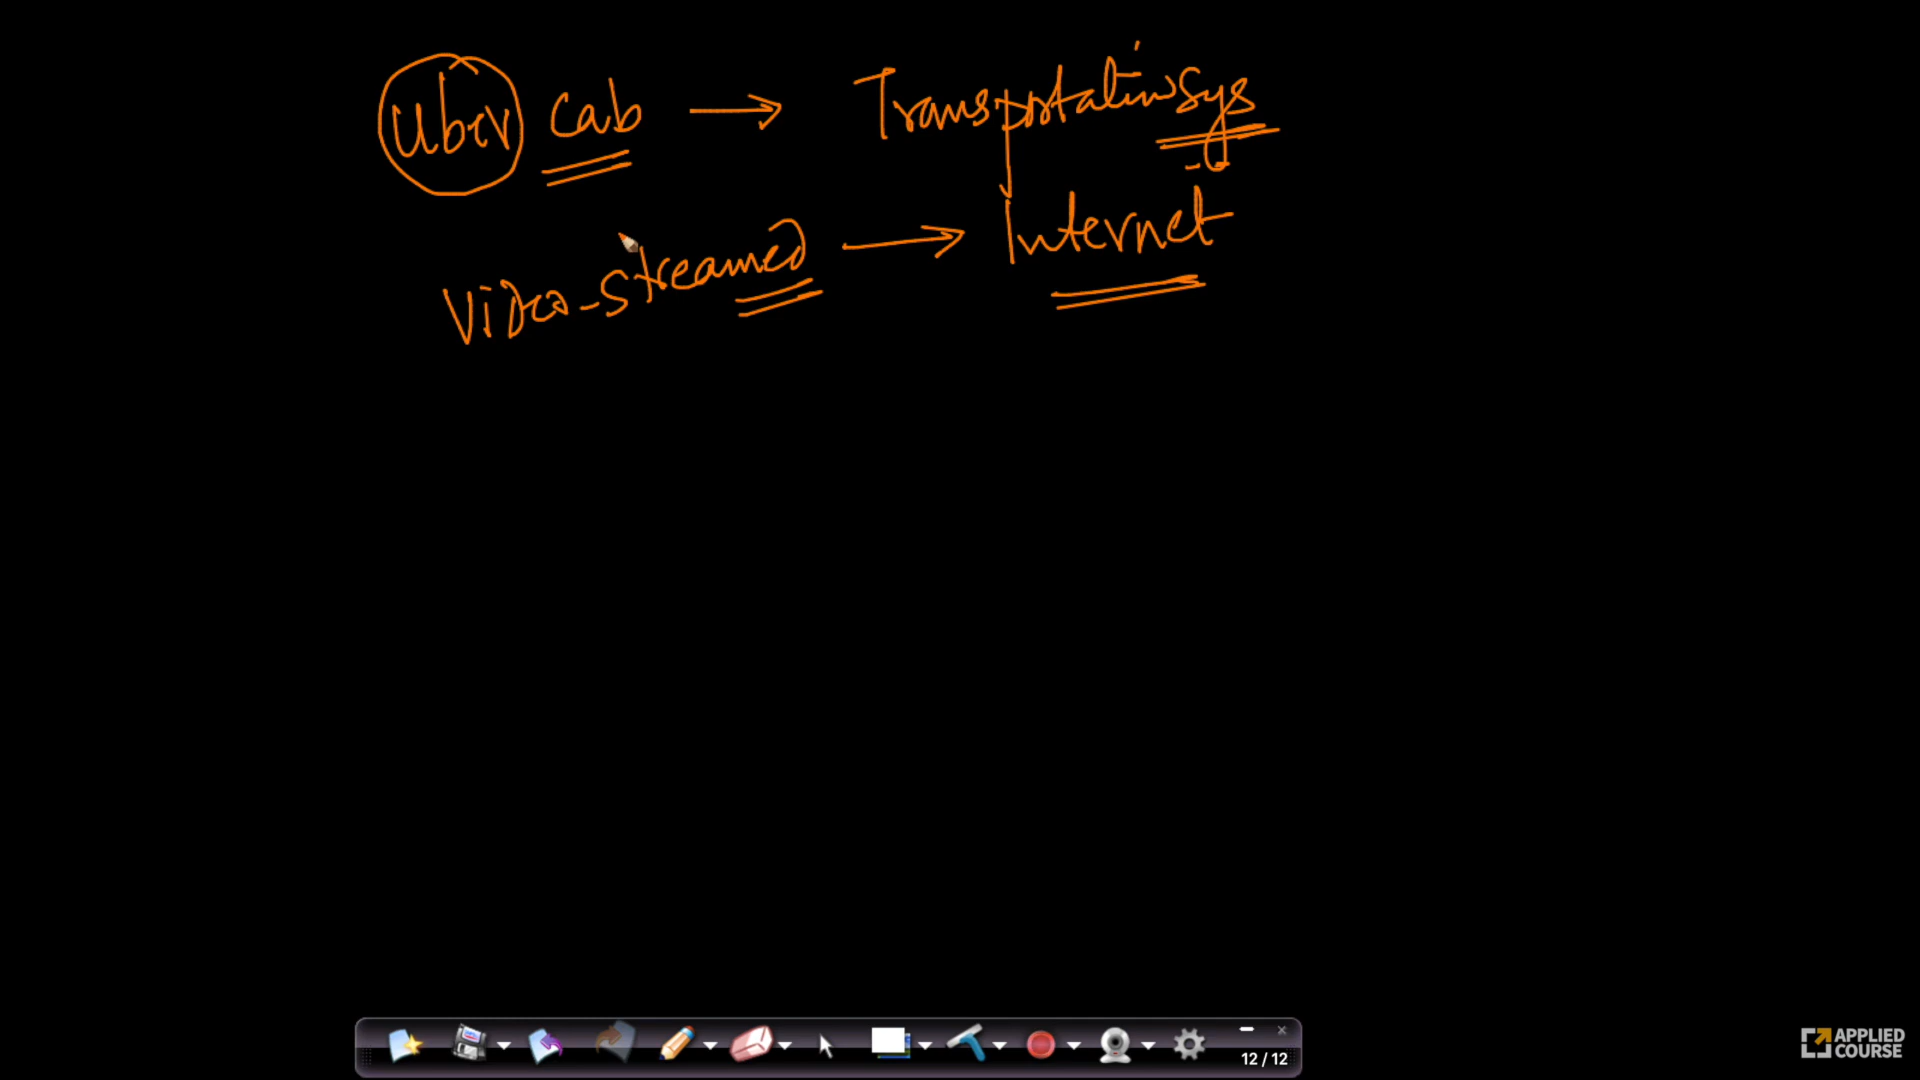 Uber Cab → Transportation sys
Video-streamed → Internet
12 / 12
APPLIED
COURSE